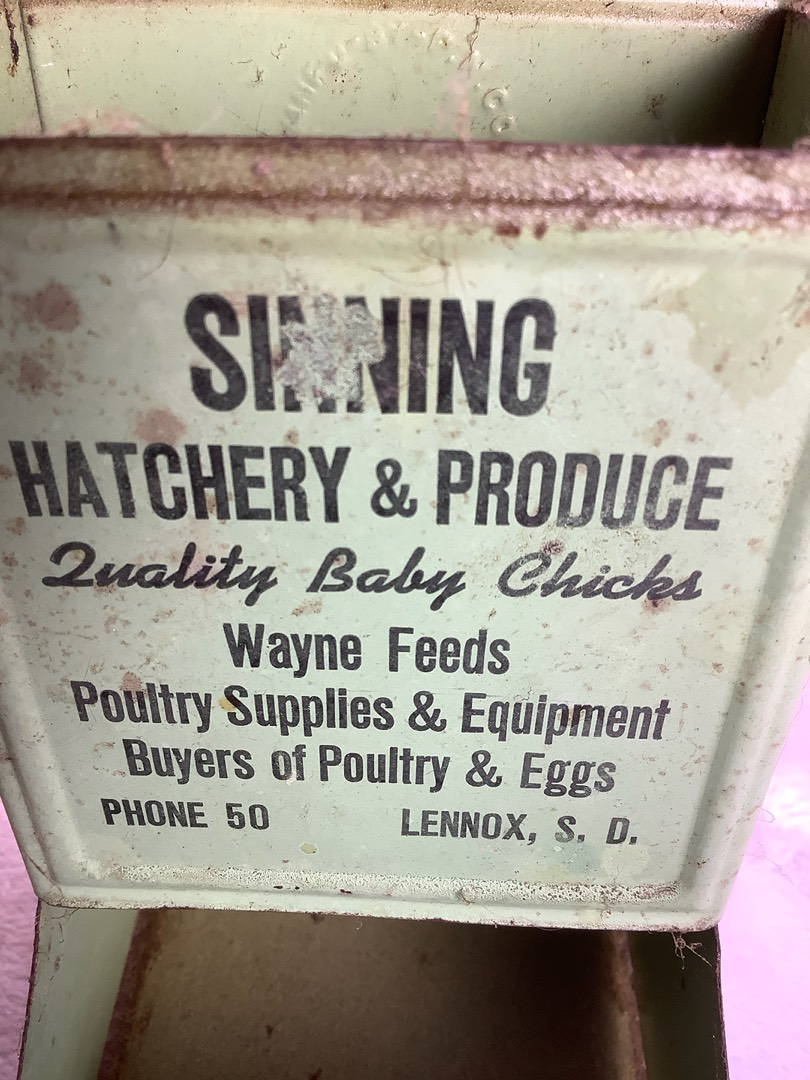 SINNING
HATCHERY & PRODUCE
Quality Baby Chicks
Wayne Feeds
Poultry Supplies & Equipment
Buyers of Poultry & Eggs
PHONE 50 LENNOX, S. D.